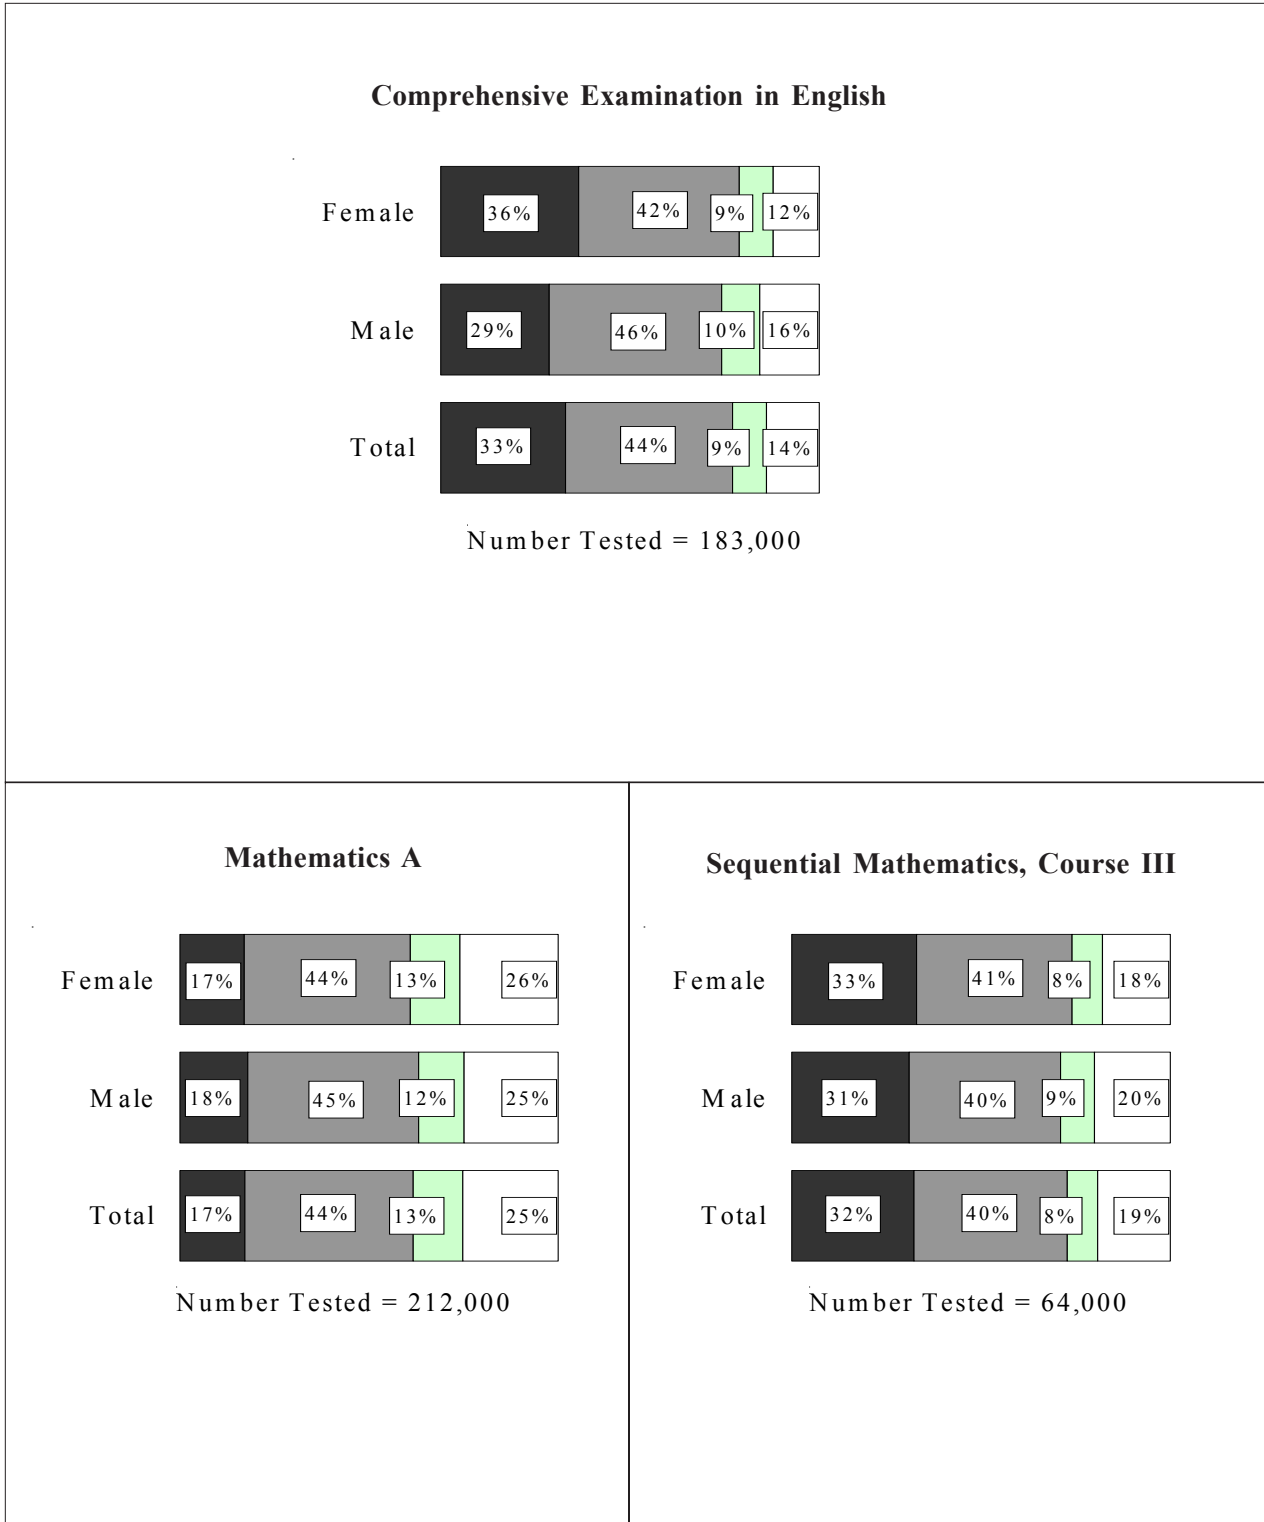 Comprehensive Examination in English
Female 36% 42% 9% 12%
Male 29% 46% 10% 16%
Total 33% 44% 9% 14%
Number Tested = 183,000
Mathematics A
Female 17% 44% 13% 26%
Male 18% 45% 12% 25%
Total 17% 44% 13% 25%
Number Tested = 212,000
Sequential Mathematics, Course III
Female 33% 41% 8% 18%
Male 31% 40% 9% 20%
Total 32% 40% 8% 19%
Number Tested = 64,000